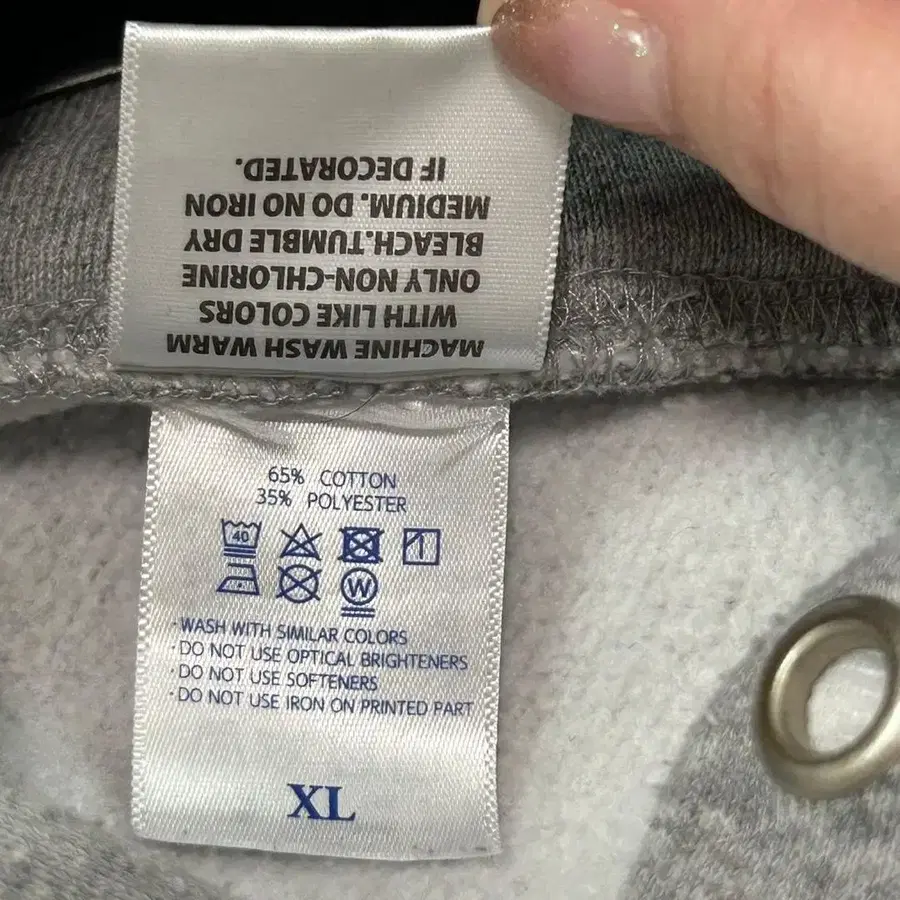 MACHINE WASH WARM
WITH LIKE COLORS
ONLY NON-CHLORINE
BLEACH.TUMBLE DRY
MEDIUM. DO NO IRON
IF DECORATED.
65% COTTON
35% POLYESTER
40
W
· WASH WITH SIMILAR COLORS
· DO NOT USE OPTICAL BRIGHTENERS
· DO NOT USE SOFTENERS
· DO NOT USE IRON ON PRINTED PART
XL